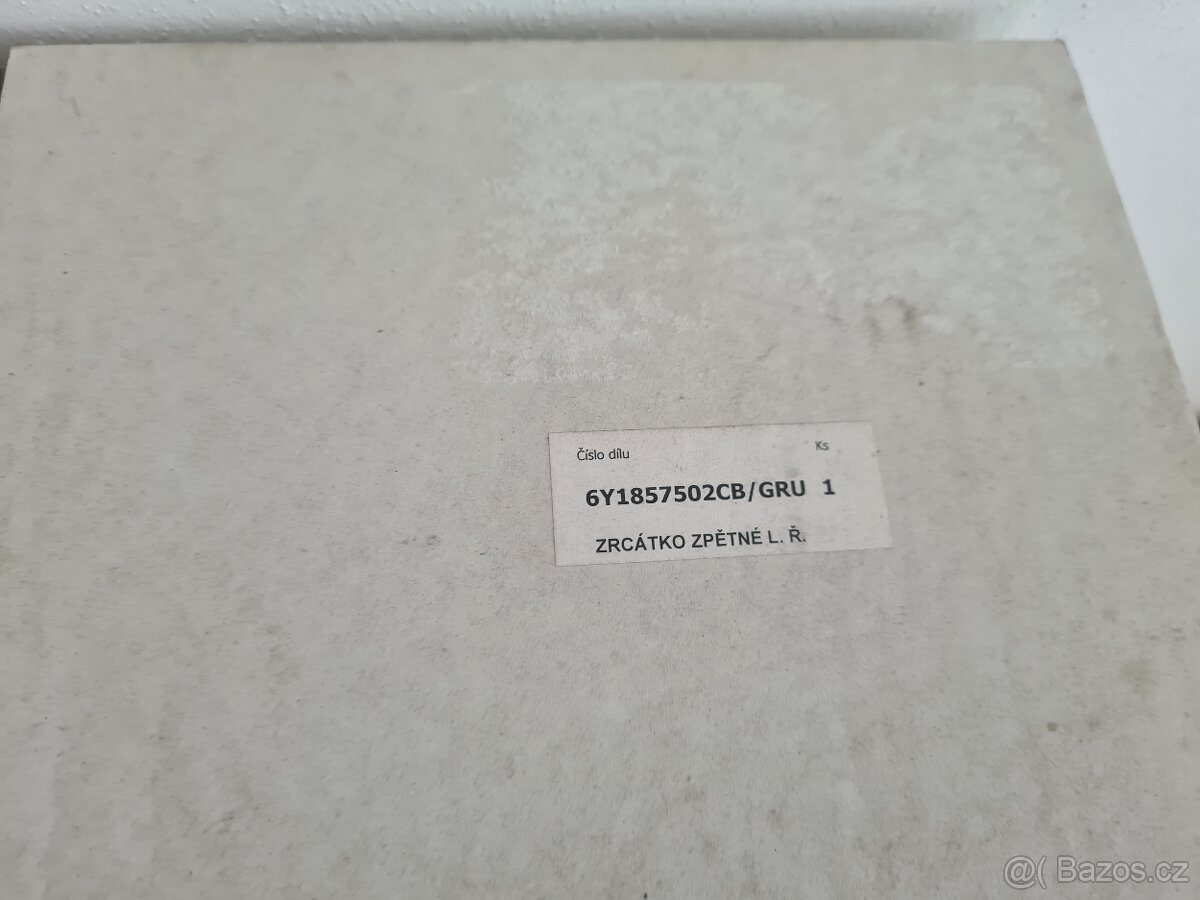 Číslo dílu Ks
6Y1857502CB/GRU 1
ZRCÁTKO ZPĚTNÉ L. Ř.
@( Bazos.cz